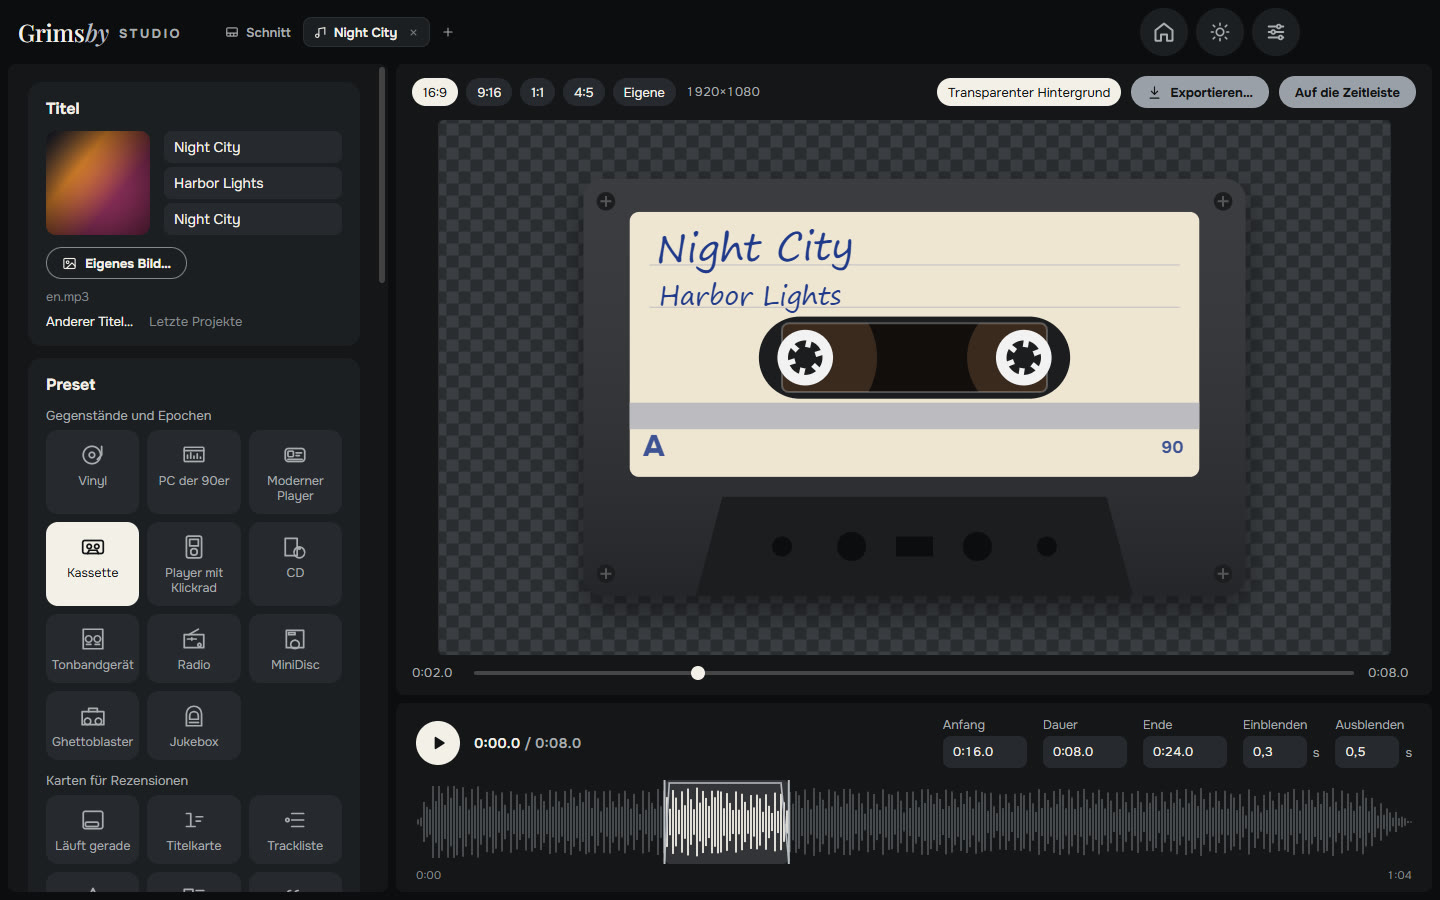 Grimsby STUDIO
Schnitt
Night City
Titel
Night City
Harbor Lights
Night City
Eigenes Bild...
en.mp3
Anderer Titel... Letzte Projekte
Preset
Gegenstände und Epochen
Vinyl
PC der 90er
Moderner Player
Kassette
Player mit Klickrad
CD
Tonbandgerät
Radio
MiniDisc
Ghettoblaster
Jukebox
Karten für Rezensionen
Läuft gerade
Titelkarte
Trackliste
16:9 9:16 1:1 4:5 Eigene 1920×1080
Transparenter Hintergrund
Exportieren...
Auf die Zeitleiste
Night City
Harbor Lights
A 90
0:02.0 0:08.0
0:00.0 / 0:08.0
Anfang Dauer Ende Einblenden Ausblenden
0:16.0 0:08.0 0:24.0 0,3 s 0,5 s
0:00 1:04